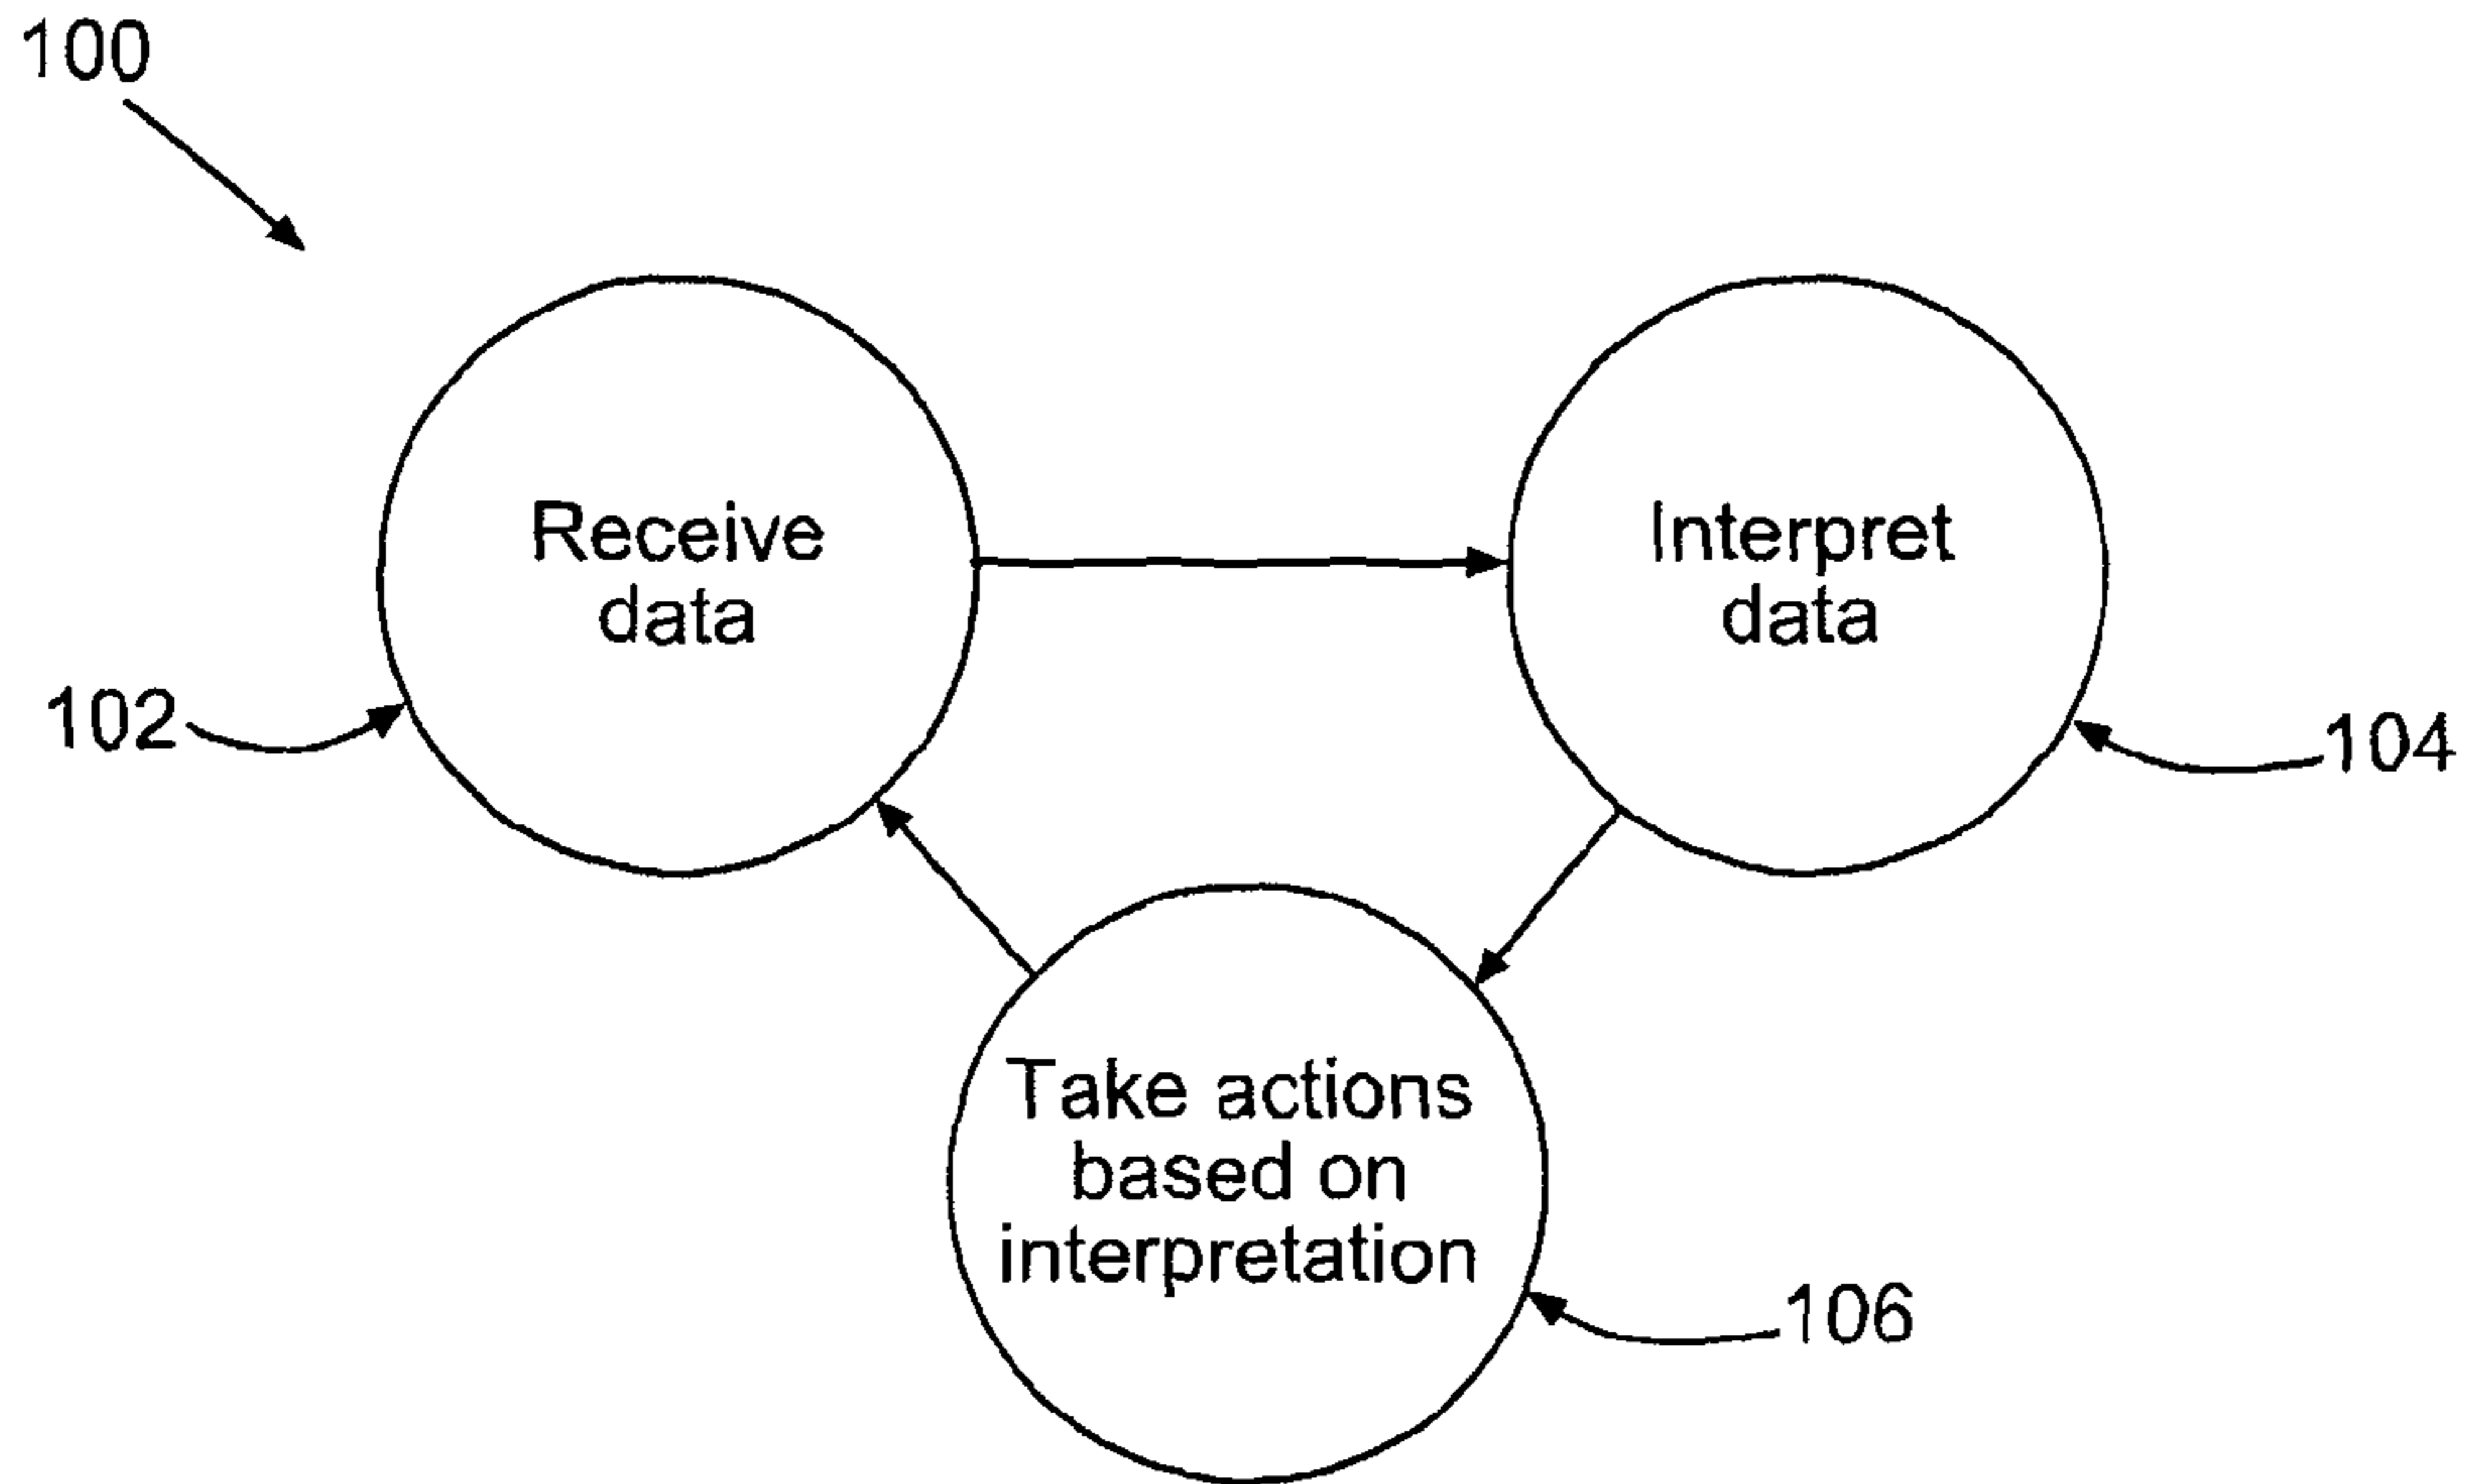 100
Receive
data
Interpret
data
102
104
Take actions
based on
interpretation
106